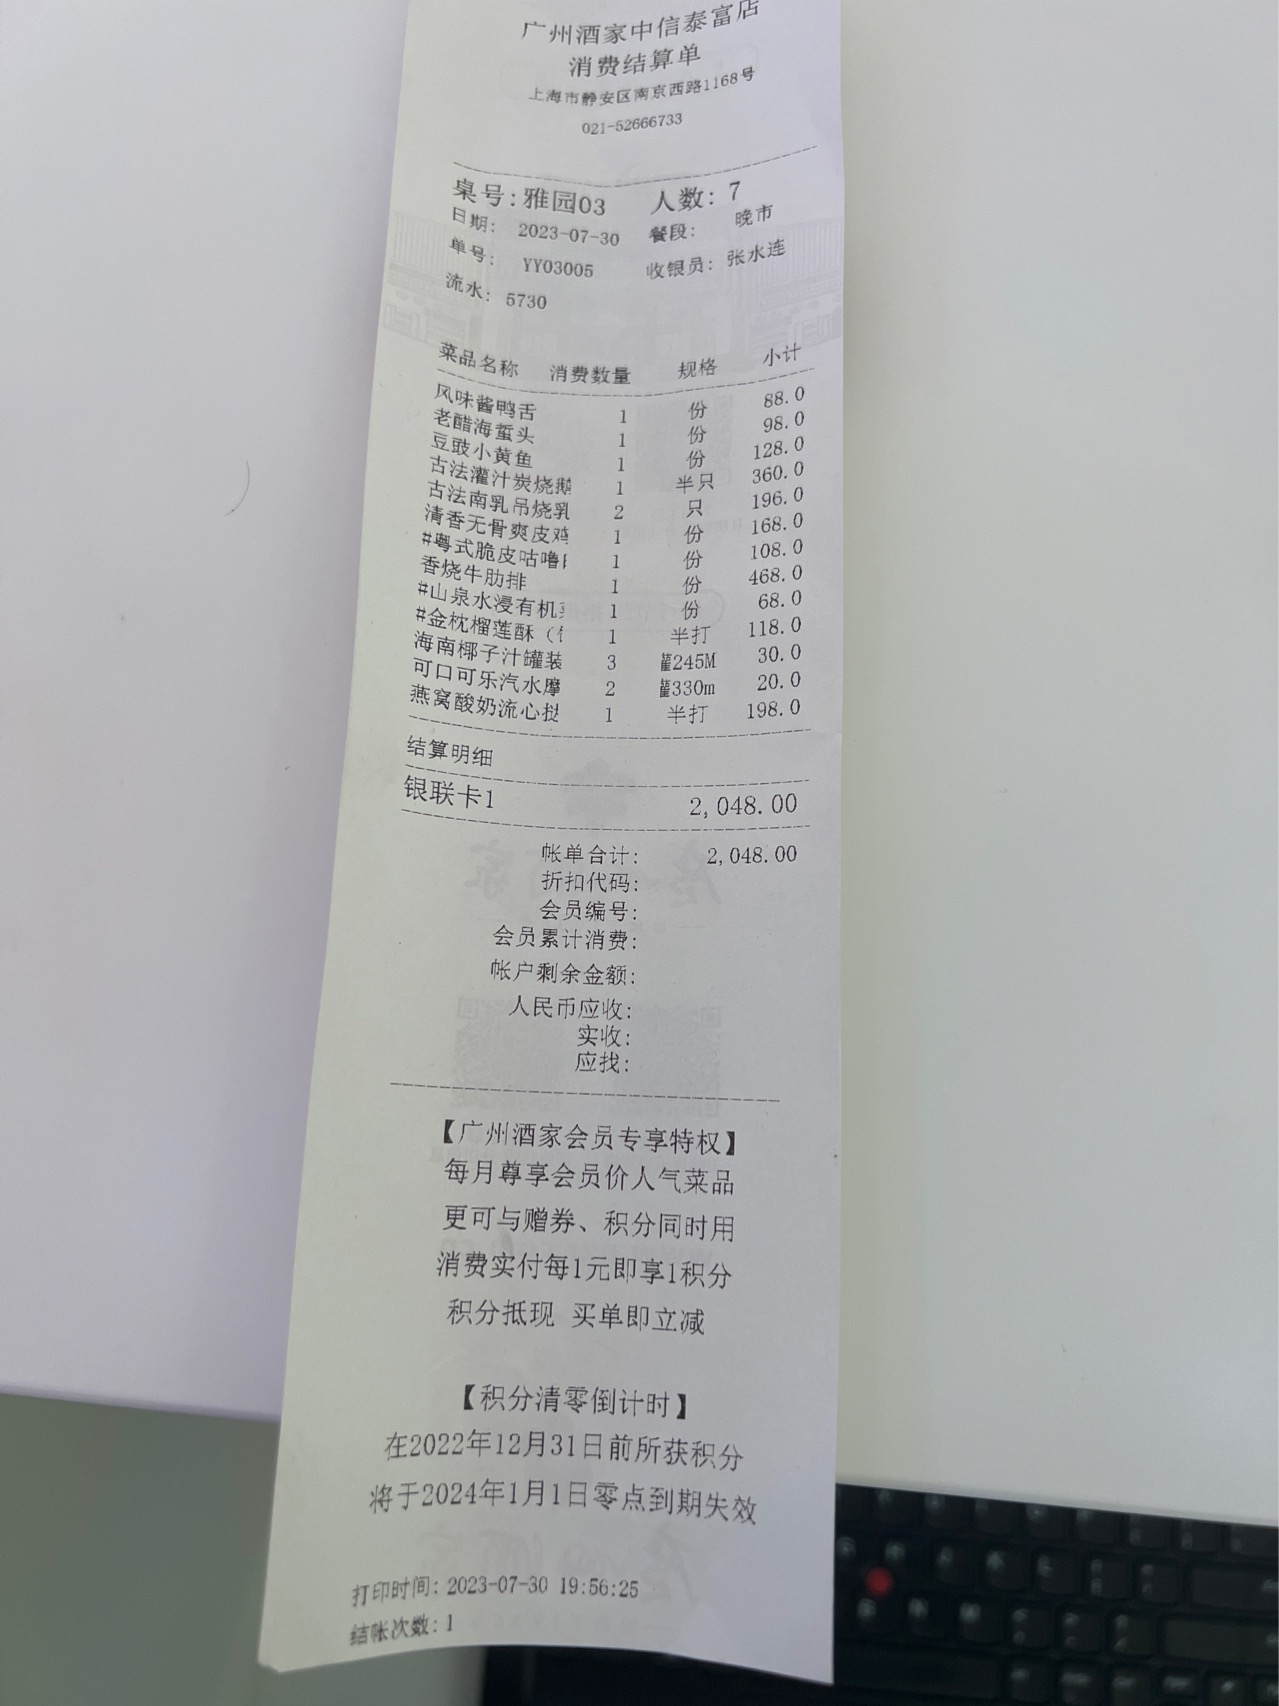 广州酒家中信泰富店
消费结算单
上海市静安区南京西路1168号
021-52666733
桌号:雅园03 人数: 7
日期: 2023-07-30 餐段: 晚市
单号: YY03005 收银员: 张水连
流水: 5730
菜品名称 消费数量 规格 小计
风味酱鸭舌 1 份 88.0
老醋海蜇头 1 份 98.0
豆豉小黄鱼 1 份 128.0
古法灌汁炭烧鹅 1 半只 360.0
古法南乳吊烧乳 2 只 196.0
清香无骨爽皮鸡 1 份 168.0
#粤式脆皮咕噜 1 份 108.0
香烧牛肋排 1 份 468.0
#山泉水浸有机 1 份 68.0
#金枕榴莲酥( 1 半打 118.0
海南椰子汁罐装 3 罐245M 30.0
可口可乐汽水摩 2 罐330m 20.0
燕窝酸奶流心挞 1 半打 198.0
结算明细
银联卡1 2,048.00
帐单合计: 2,048.00
折扣代码:
会员编号:
会员累计消费:
帐户剩余金额:
人民币应收:
实收:
应找:
【广州酒家会员专享特权】
每月尊享会员价人气菜品
更可与赠券、积分同时用
消费实付每1元即享1积分
积分抵现 买单即立减
【积分清零倒计时】
在2022年12月31日前所获积分
将于2024年1月1日零点到期失效
打印时间: 2023-07-30 19:56:25
结帐次数: 1